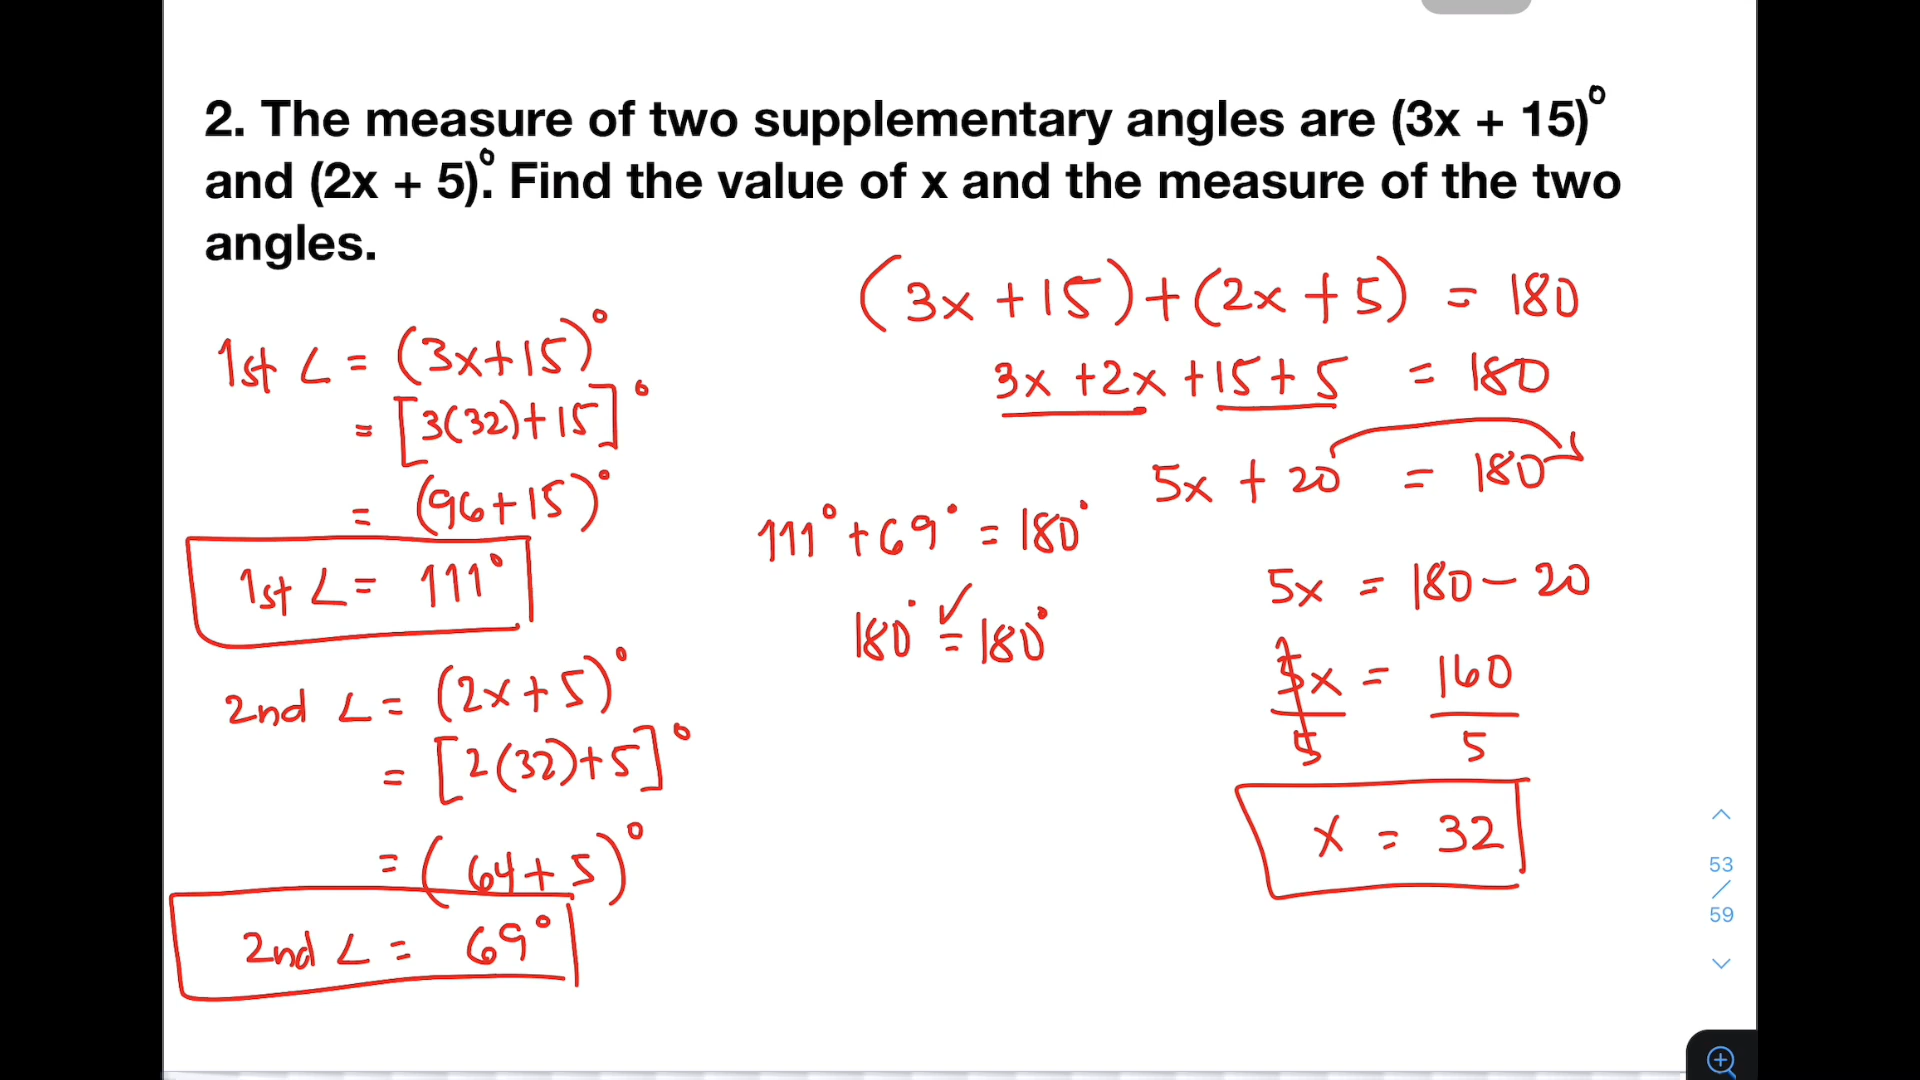 2. The measure of two supplementary angles are (3x + 15)°
and (2x + 5)°. Find the value of x and the measure of the two
angles.
(3x + 15) + (2x + 5) = 180
3x + 2x + 15 + 5 = 180
5x + 20 = 180
5x = 180 - 20
5x = 160
5 5
x = 32
1st ∠ = (3x+15)°
= [3(32)+15]°
= (96+15)°
1st ∠ = 111°
2nd ∠ = (2x+5)°
= [2(32)+5]°
= (64+5)°
2nd ∠ = 69°
111° + 69° = 180°
180° = 180° ✓
53
/
59